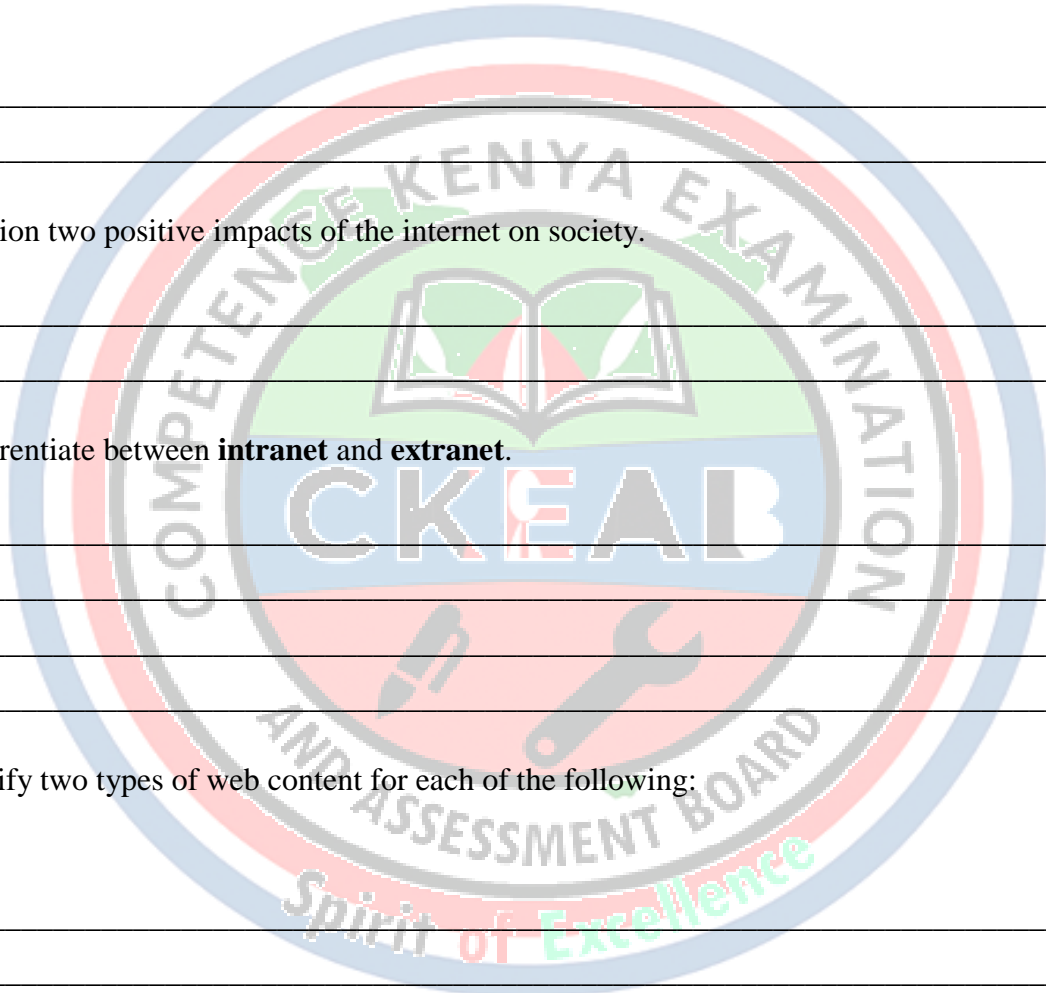 COMPETENCE KENYA EXAMINATION
tion two positive impacts of the internet on society.
rentiate between intranet and extranet.
CKEAB
ify two types of web content for each of the following:
AND ASSESSMENT BOARD
Spirit of Excellence